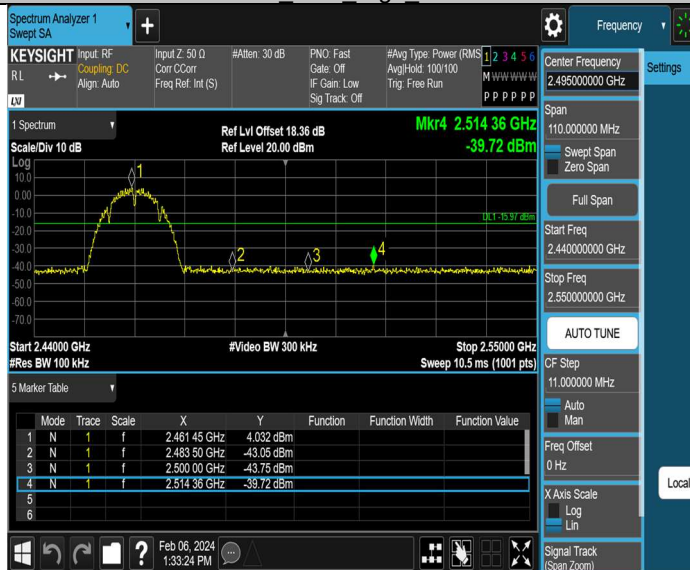 Spectrum Analyzer 1
Swept SA
+
Frequency
KEYSIGHT
RL
LXI
Input: RF
Coupling: DC
Align: Auto
Input Z: 50 Ω
Corr CCorr
Freq Ref: Int (S)
#Atten: 30 dB
PNO: Fast
Gate: Off
IF Gain: Low
Sig Track: Off
#Avg Type: Power (RMS
Avg|Hold: 100/100
Trig: Free Run
1 2 3 4 5 6
M W W W W W
P P P P P P
1 Spectrum
Scale/Div 10 dB
Ref Lvl Offset 18.36 dB
Ref Level 20.00 dBm
Mkr4 2.514 36 GHz
-39.72 dBm
Log
10.0
0.00
-10.0
-20.0
-30.0
-40.0
-50.0
-60.0
-70.0
1
2
3
4
DL1 -15.97 dBm
Start 2.44000 GHz
#Res BW 100 kHz
#Video BW 300 kHz
Stop 2.55000 GHz
Sweep 10.5 ms (1001 pts)
5 Marker Table
Mode Trace Scale X Y Function Function Width Function Value
1 N 1 f 2.461 45 GHz 4.032 dBm
2 N 1 f 2.483 50 GHz -43.05 dBm
3 N 1 f 2.500 00 GHz -43.75 dBm
4 N 1 f 2.514 36 GHz -39.72 dBm
5
6
?
Feb 06, 2024
1:33:24 PM
Center Frequency
2.495000000 GHz
Span
110.000000 MHz
Swept Span
Zero Span
Full Span
Start Freq
2.440000000 GHz
Stop Freq
2.550000000 GHz
AUTO TUNE
CF Step
11.000000 MHz
Auto
Man
Freq Offset
0 Hz
X Axis Scale
Log
Lin
Signal Track
(Span Zoom)
Settings
Local